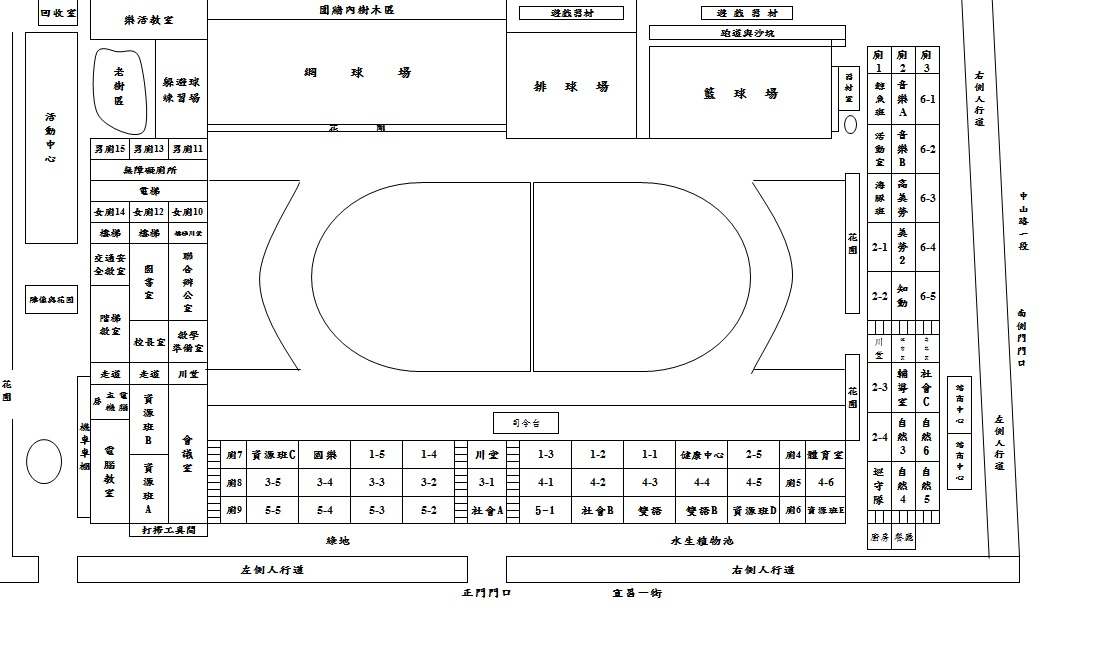 回收室
樂活教室
圍牆內樹木區
遊戲器材
遊戲器材
跑道與沙坑
老街區
躲避球
練習場
網球場
排球場
籃球場
器材室
活動中心
花圃
男廁15 男廁13 男廁11
無障礙廁所
電梯
女廁14 女廁12 女廁10
樓梯 樓梯
交通安
全教室
圖書室
聯合辦公室
階梯
教室
校長室
教學
準備室
走道 走道 川堂
電腦
主機
房
資源班B
會議室
電腦教室
資源班A
打掃工具間
花圃
花圃
花圃
司令台
廁7 資源班C 國樂 1-5 1-4 川堂 1-3 1-2 1-1 健康中心 2-5 廁4 體育室
廁8 3-5 3-4 3-3 3-2 3-1 4-1 4-2 4-3 4-4 4-5 廁5 4-6
廁9 5-5 5-4 5-3 5-2 社會A 5-1 社會B 雙語 雙語B 資源班D 廁6 資源班E
廁1 廁2 廁3
鯉魚班 音樂A 6-1
活動室 音樂B 6-2
海豚班 高美勞 6-3
2-1 美勞2 6-4
2-2 知動 6-5
川堂
2-3 輔導室 社會C
2-4 自然3 自然6
巡守隊 自然4 自然5
廚房 餐廳
右側人行道
中山路一段
南側門門口
左側人行道
綠地
水生植物池
左側人行道
右側人行道
正門門口
宜昌一街